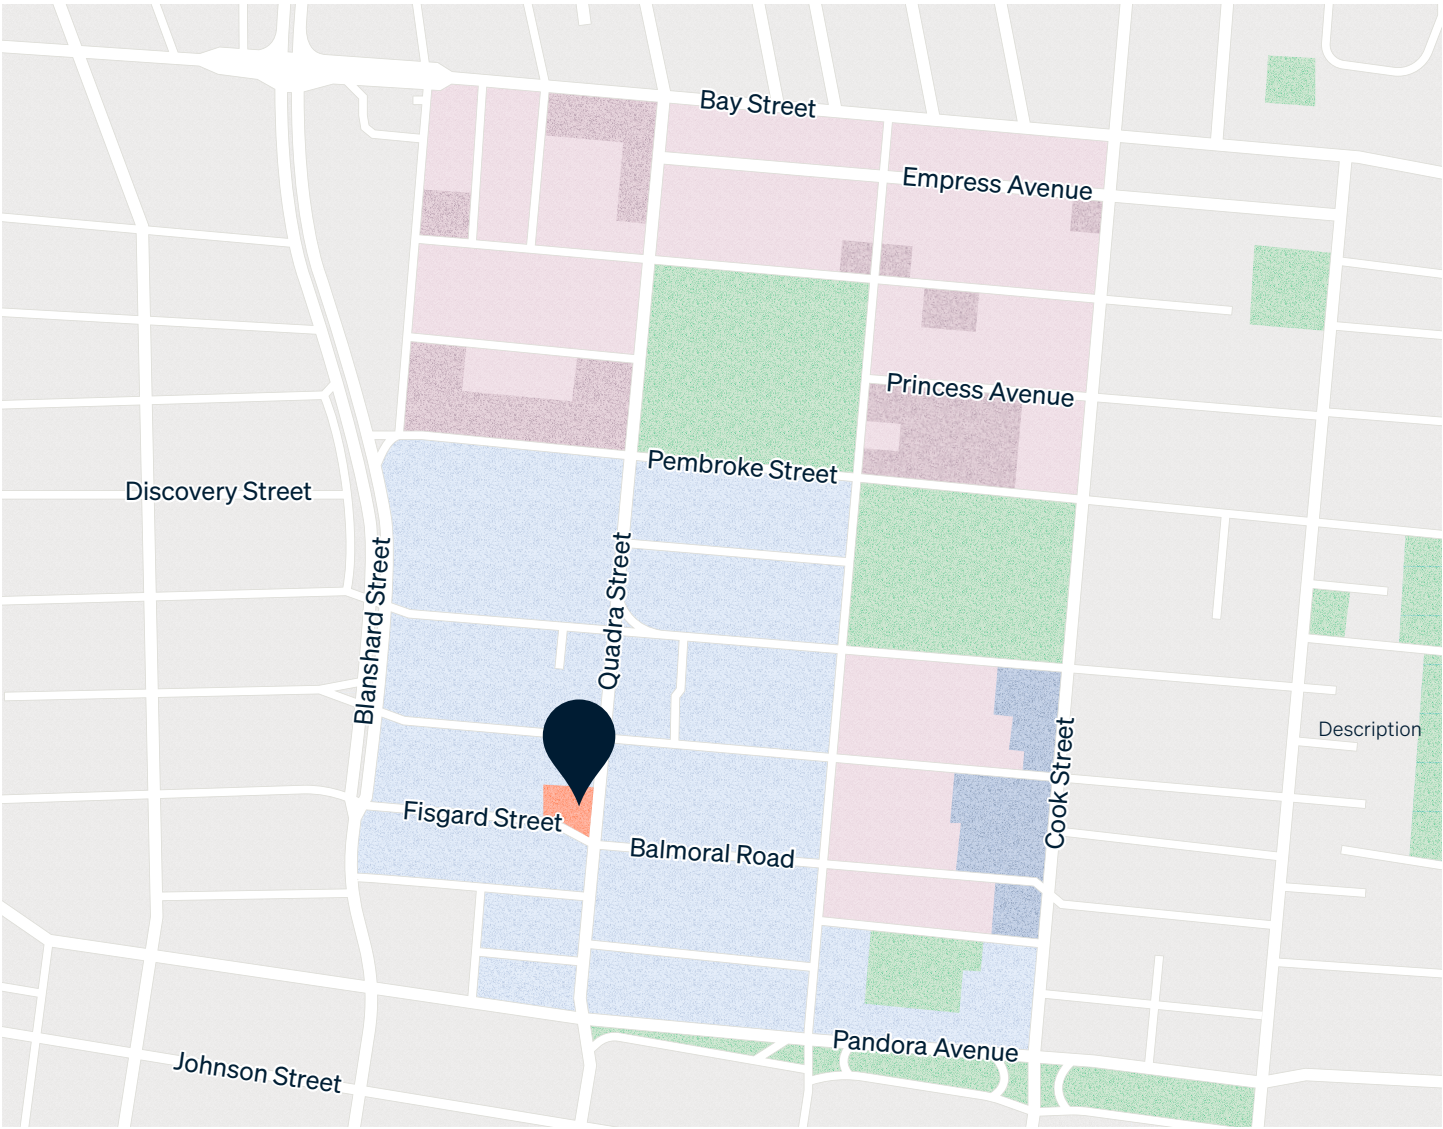 Bay Street
Empress Avenue
Princess Avenue
Pembroke Street
Discovery Street
Quadra Street
Blanshard Street
Description
Cook Street
Fisgard Street
Balmoral Road
Pandora Avenue
Johnson Street